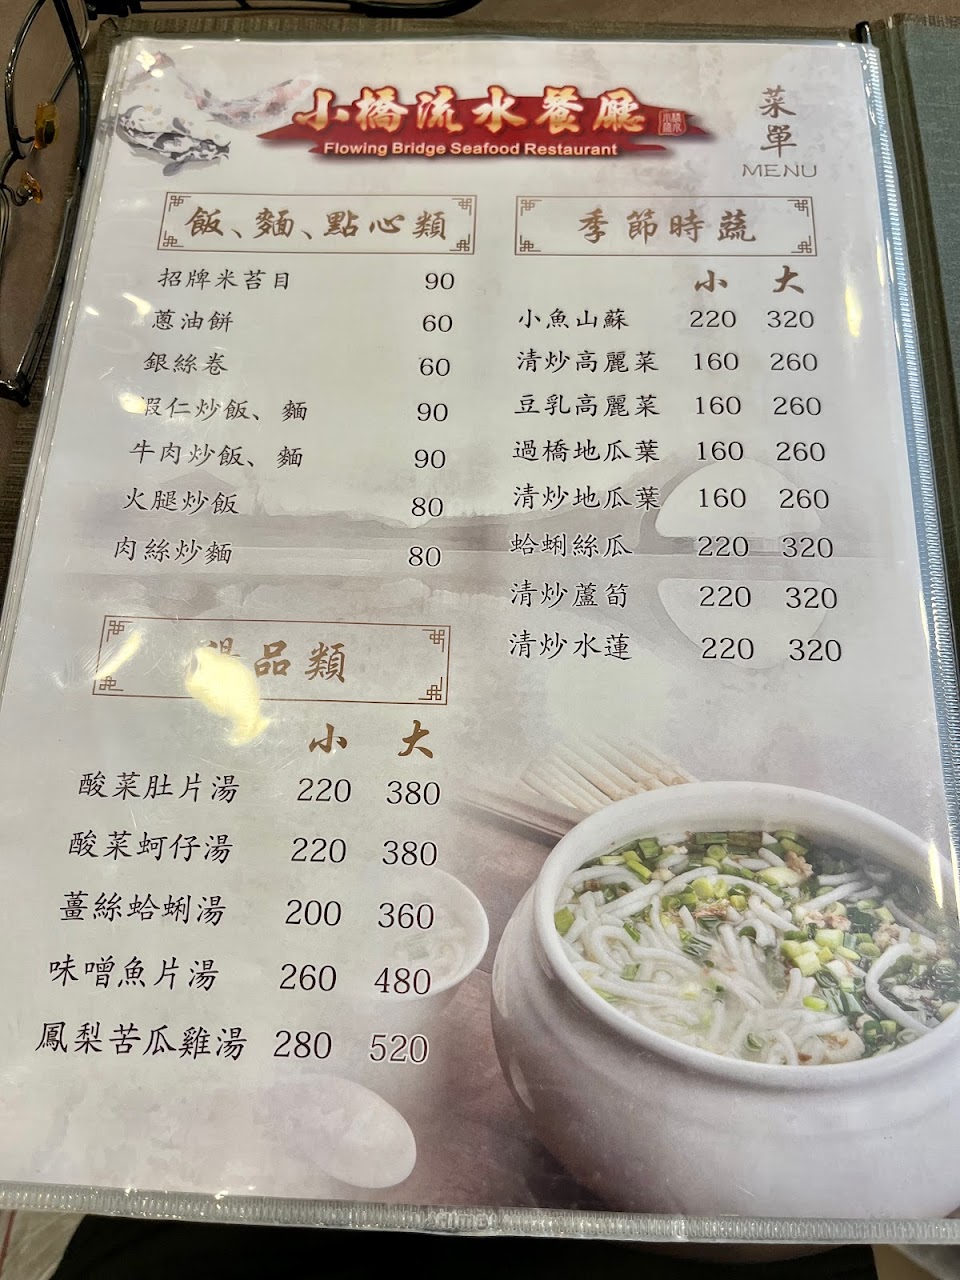 小橋流水餐廳
Flowing Bridge Seafood Restaurant
菜單
MENU
飯、麵、點心類
招牌米苔目 90
蔥油餅 60
銀絲卷 60
蝦仁炒飯、麵 90
牛肉炒飯、麵 90
火腿炒飯 80
肉絲炒麵 80
湯品類
小 大
酸菜肚片湯 220 380
酸菜蚵仔湯 220 380
薑絲蛤蜊湯 200 360
味噌魚片湯 260 480
鳳梨苦瓜雞湯 280 520
季節時蔬
小 大
小魚山蘇 220 320
清炒高麗菜 160 260
豆乳高麗菜 160 260
過橋地瓜葉 160 260
清炒地瓜葉 160 260
蛤蜊絲瓜 220 320
清炒蘆筍 220 320
清炒水蓮 220 320